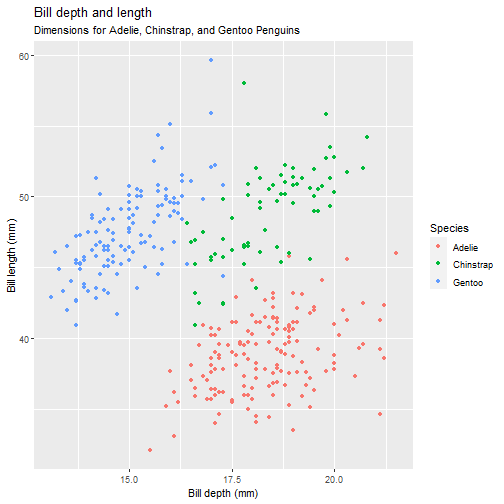 Bill depth and length
Dimensions for Adelie, Chinstrap, and Gentoo Penguins
60
50
40
Bill length (mm)
15.0
17.5
20.0
Bill depth (mm)
Species
Adelie
Chinstrap
Gentoo